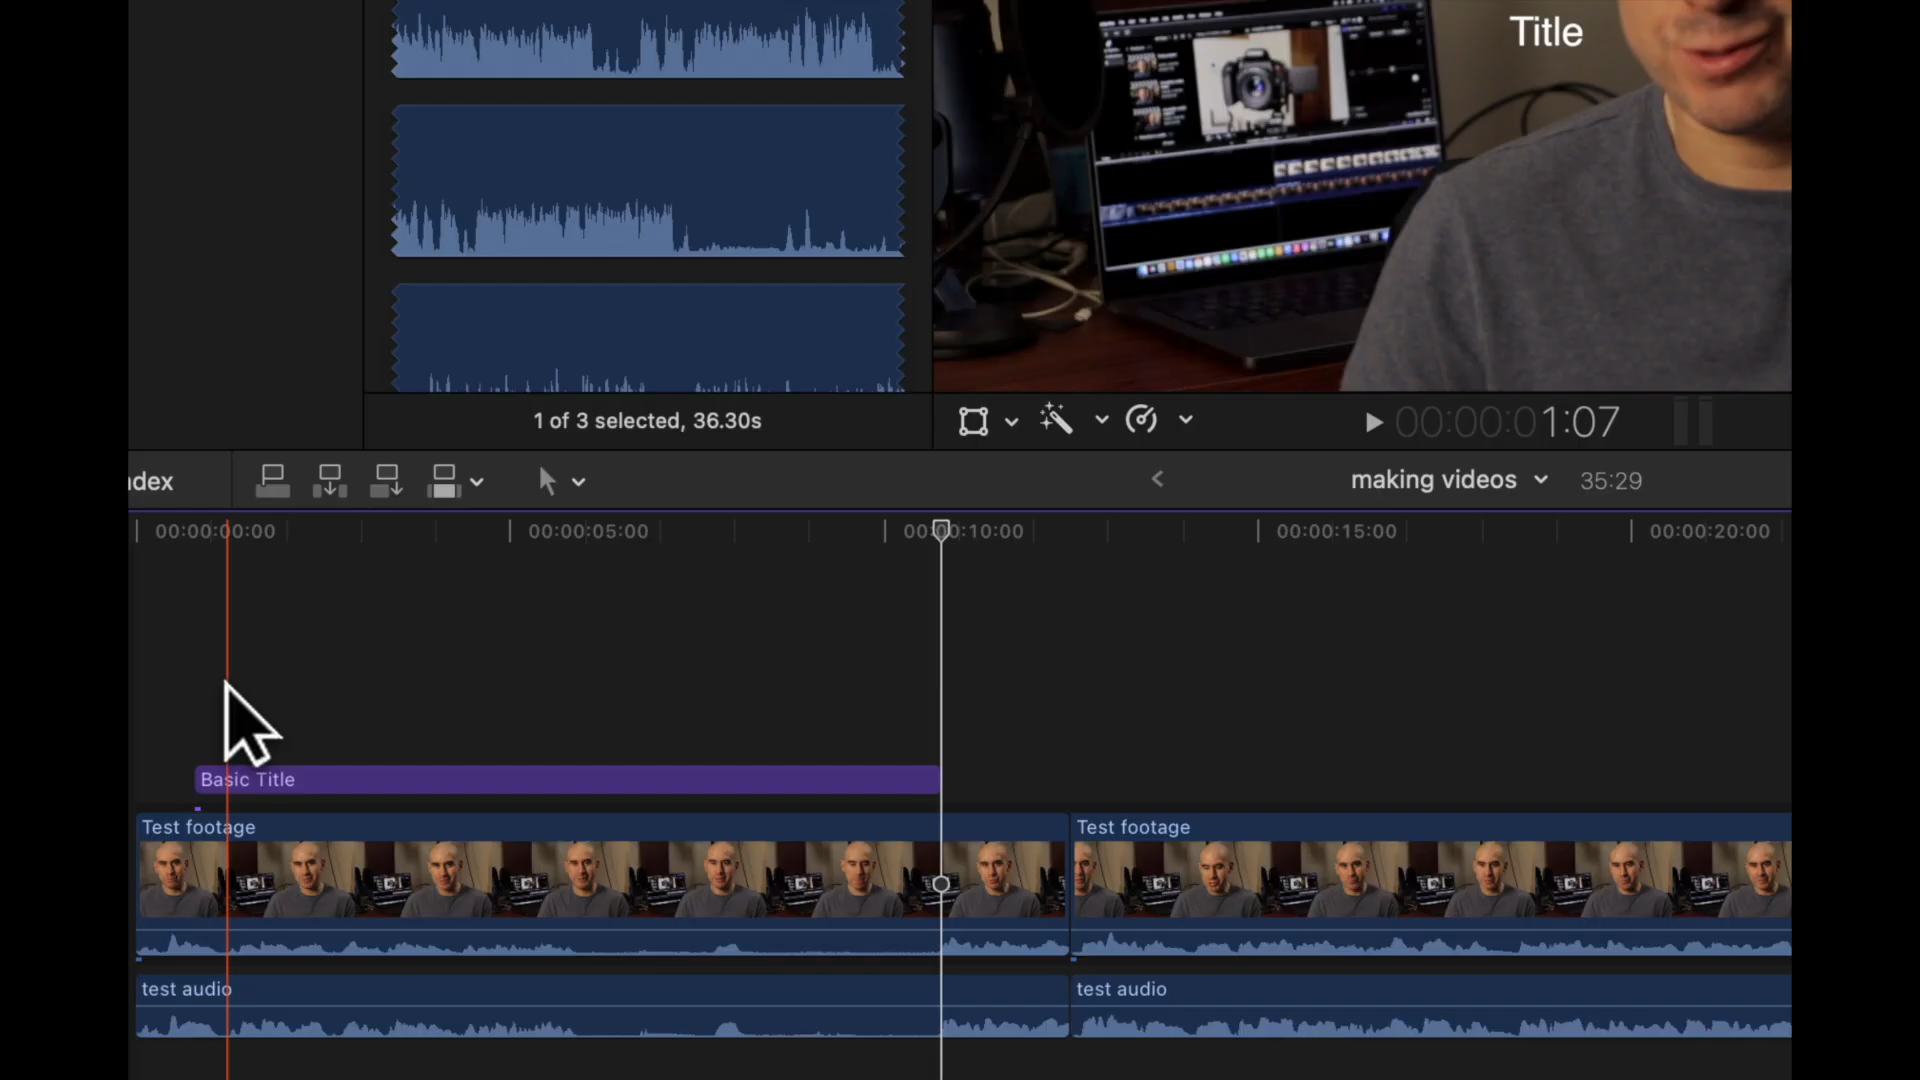 Title
1 of 3 selected, 36.30s
00:00:01:07
ndex
making videos
35:29
00:00:00:00
00:00:05:00
00:00:10:00
00:00:15:00
00:00:20:00
Basic Title
Test footage
Test footage
test audio
test audio